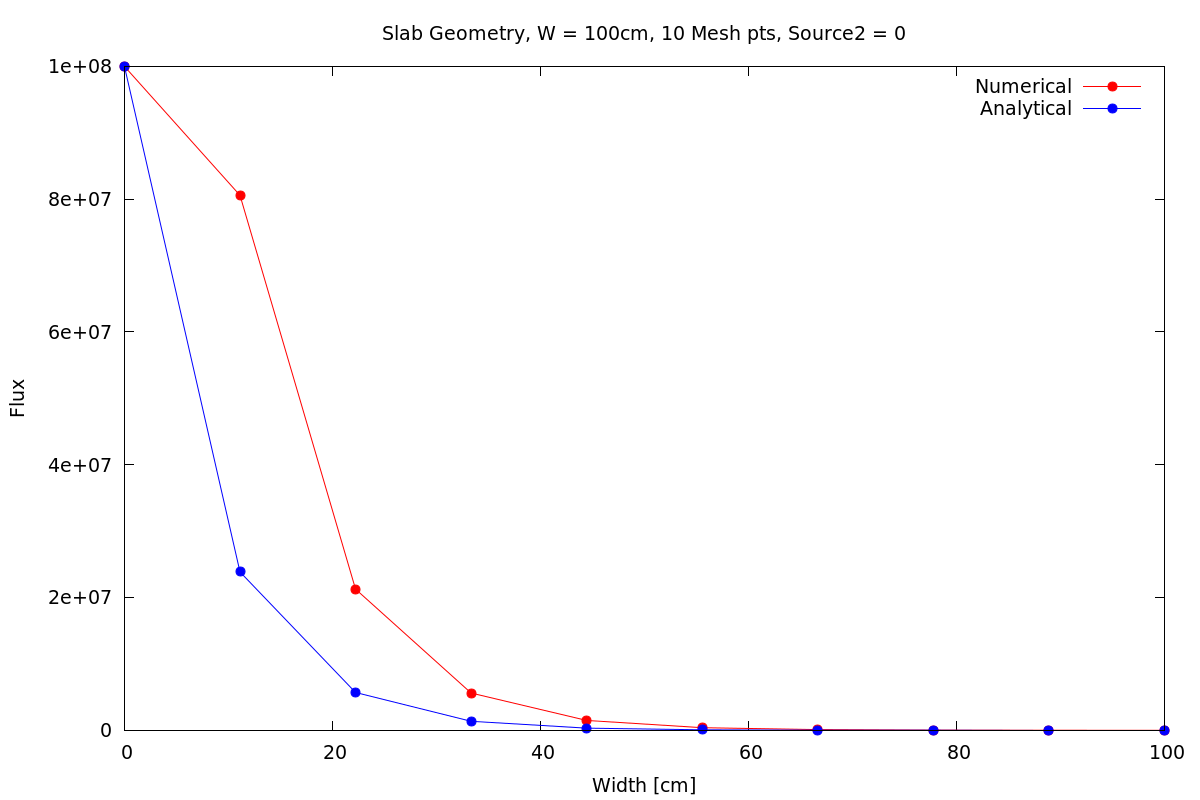 Slab Geometry, W = 100cm, 10 Mesh pts, Source2 = 0
1e+08
8e+07
6e+07
4e+07
2e+07
0
Flux
Numerical
Analytical
0 20 40 60 80 100
Width [cm]